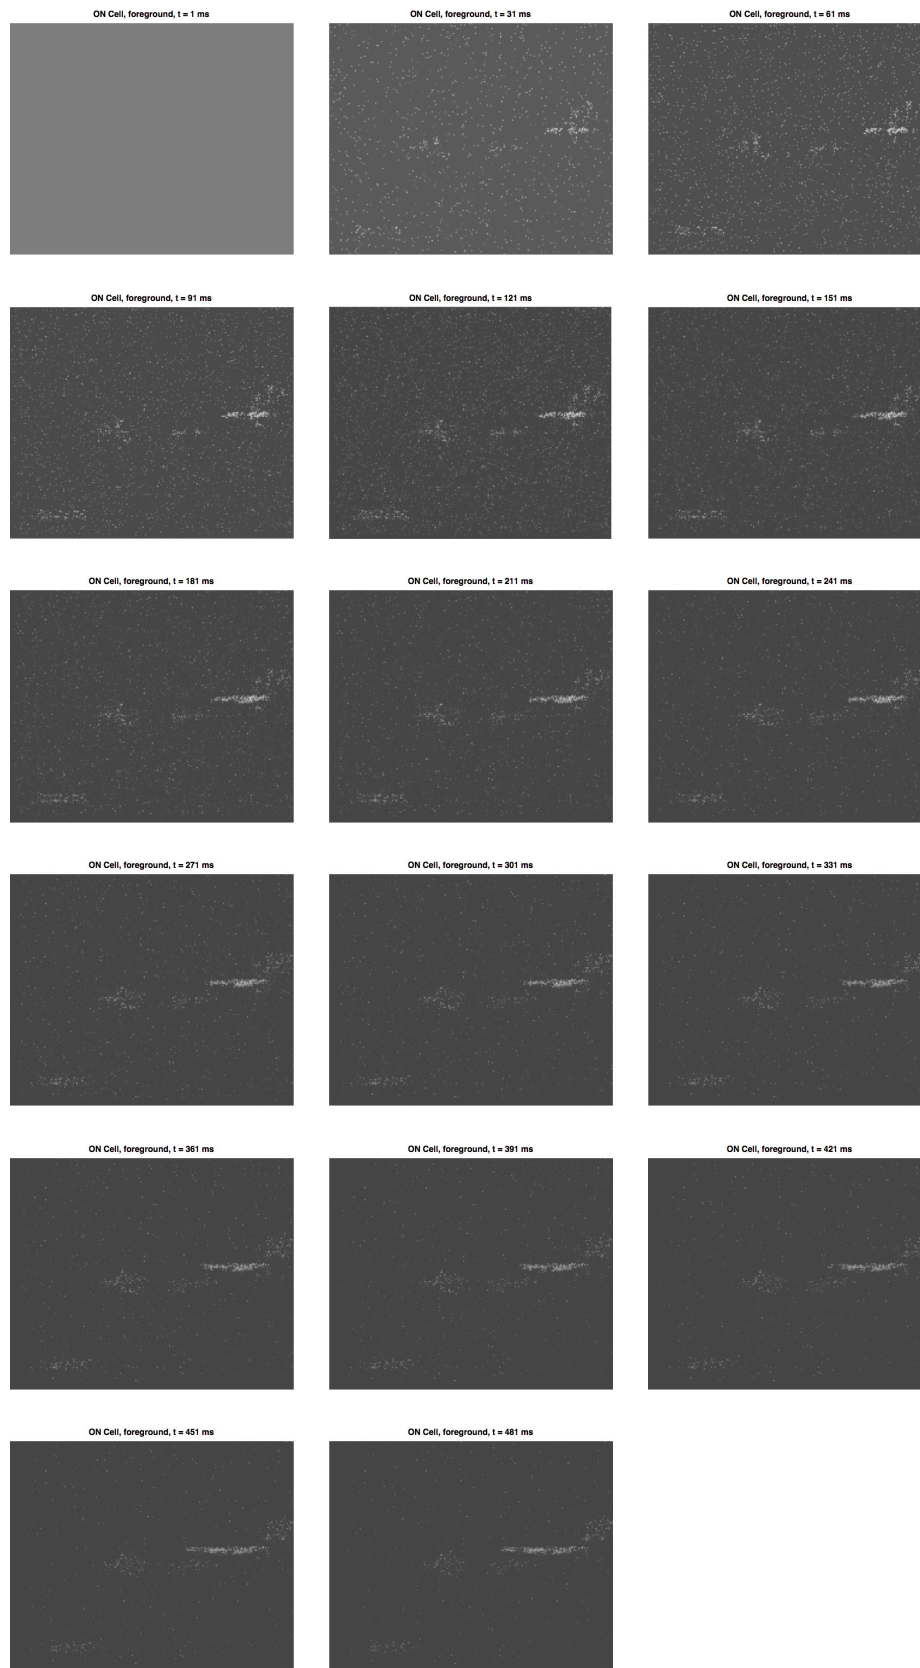 ON Cell, foreground, t = 1 ms
ON Cell, foreground, t = 31 ms
ON Cell, foreground, t = 61 ms
ON Cell, foreground, t = 91 ms
ON Cell, foreground, t = 121 ms
ON Cell, foreground, t = 151 ms
ON Cell, foreground, t = 181 ms
ON Cell, foreground, t = 211 ms
ON Cell, foreground, t = 241 ms
ON Cell, foreground, t = 271 ms
ON Cell, foreground, t = 301 ms
ON Cell, foreground, t = 331 ms
ON Cell, foreground, t = 361 ms
ON Cell, foreground, t = 391 ms
ON Cell, foreground, t = 421 ms
ON Cell, foreground, t = 451 ms
ON Cell, foreground, t = 481 ms